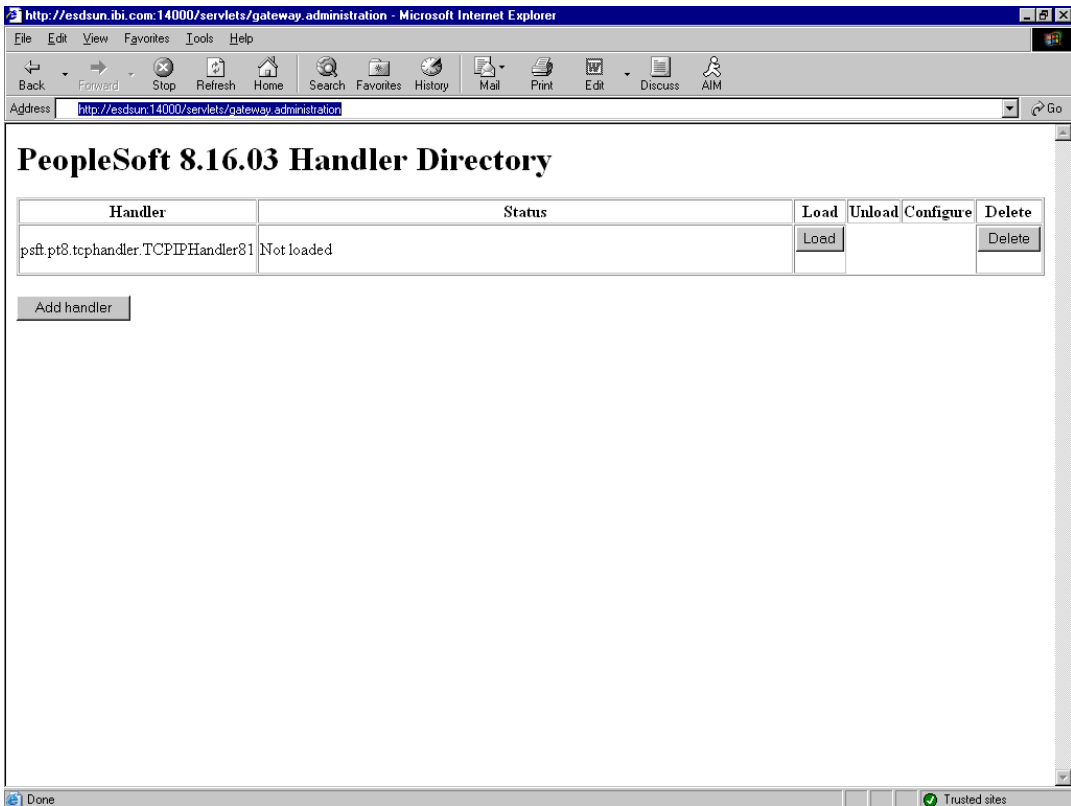 http://esdsun.ibi.com:14000/servlets/gateway.administration - Microsoft Internet Explorer
File Edit View Favorites Tools Help
Back Forward Stop Refresh Home Search Favorites History Mail Print Edit Discuss AIM
Address http://esdsun:14000/servlets/gateway.administration Go
PeopleSoft 8.16.03 Handler Directory
Handler Status Load Unload Configure Delete
psft.pt8.tcphandler.TCPIPHandler81 Not loaded Load Delete
Add handler
Done Trusted sites